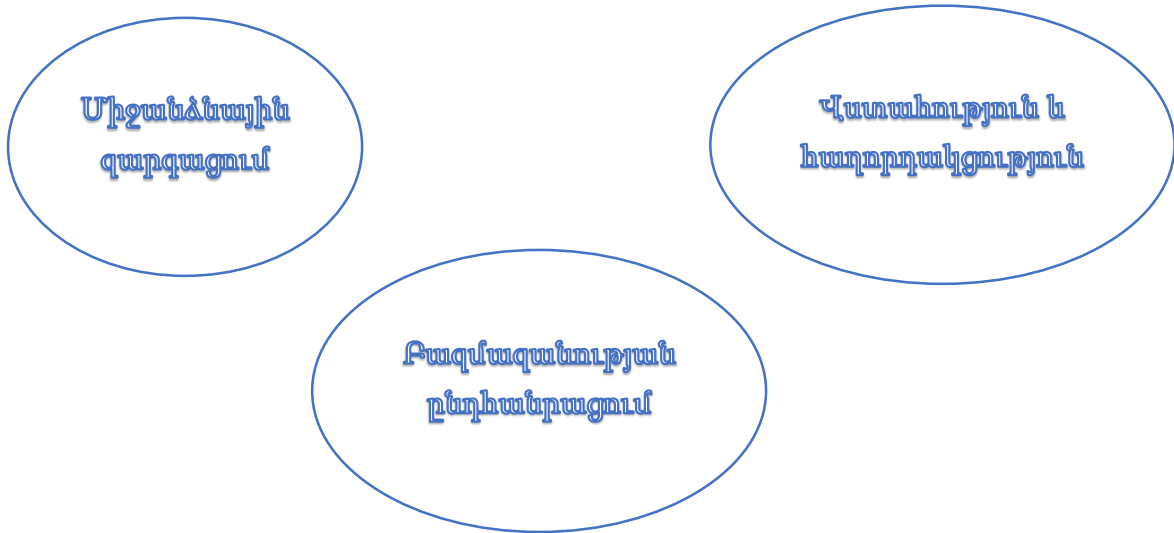 Միջանձնային
զարգացում
Վստահություն և
հաղորդակցություն
Բազմազանության
ընդհանրացում